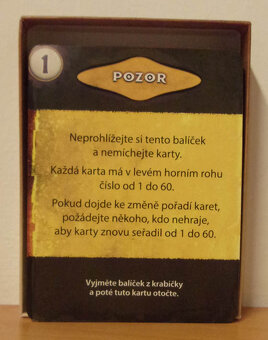 1
POZOR
Neprohlížejte si tento balíček
a nemíchejte karty.
Každá karta má v levém horním rohu
číslo od 1 do 60.
Pokud dojde ke změně pořadí karet,
požádejte někoho, kdo nehraje,
aby karty znovu seřadil od 1 do 60.
Vyjměte balíček z krabičky
a poté tuto kartu otočte.